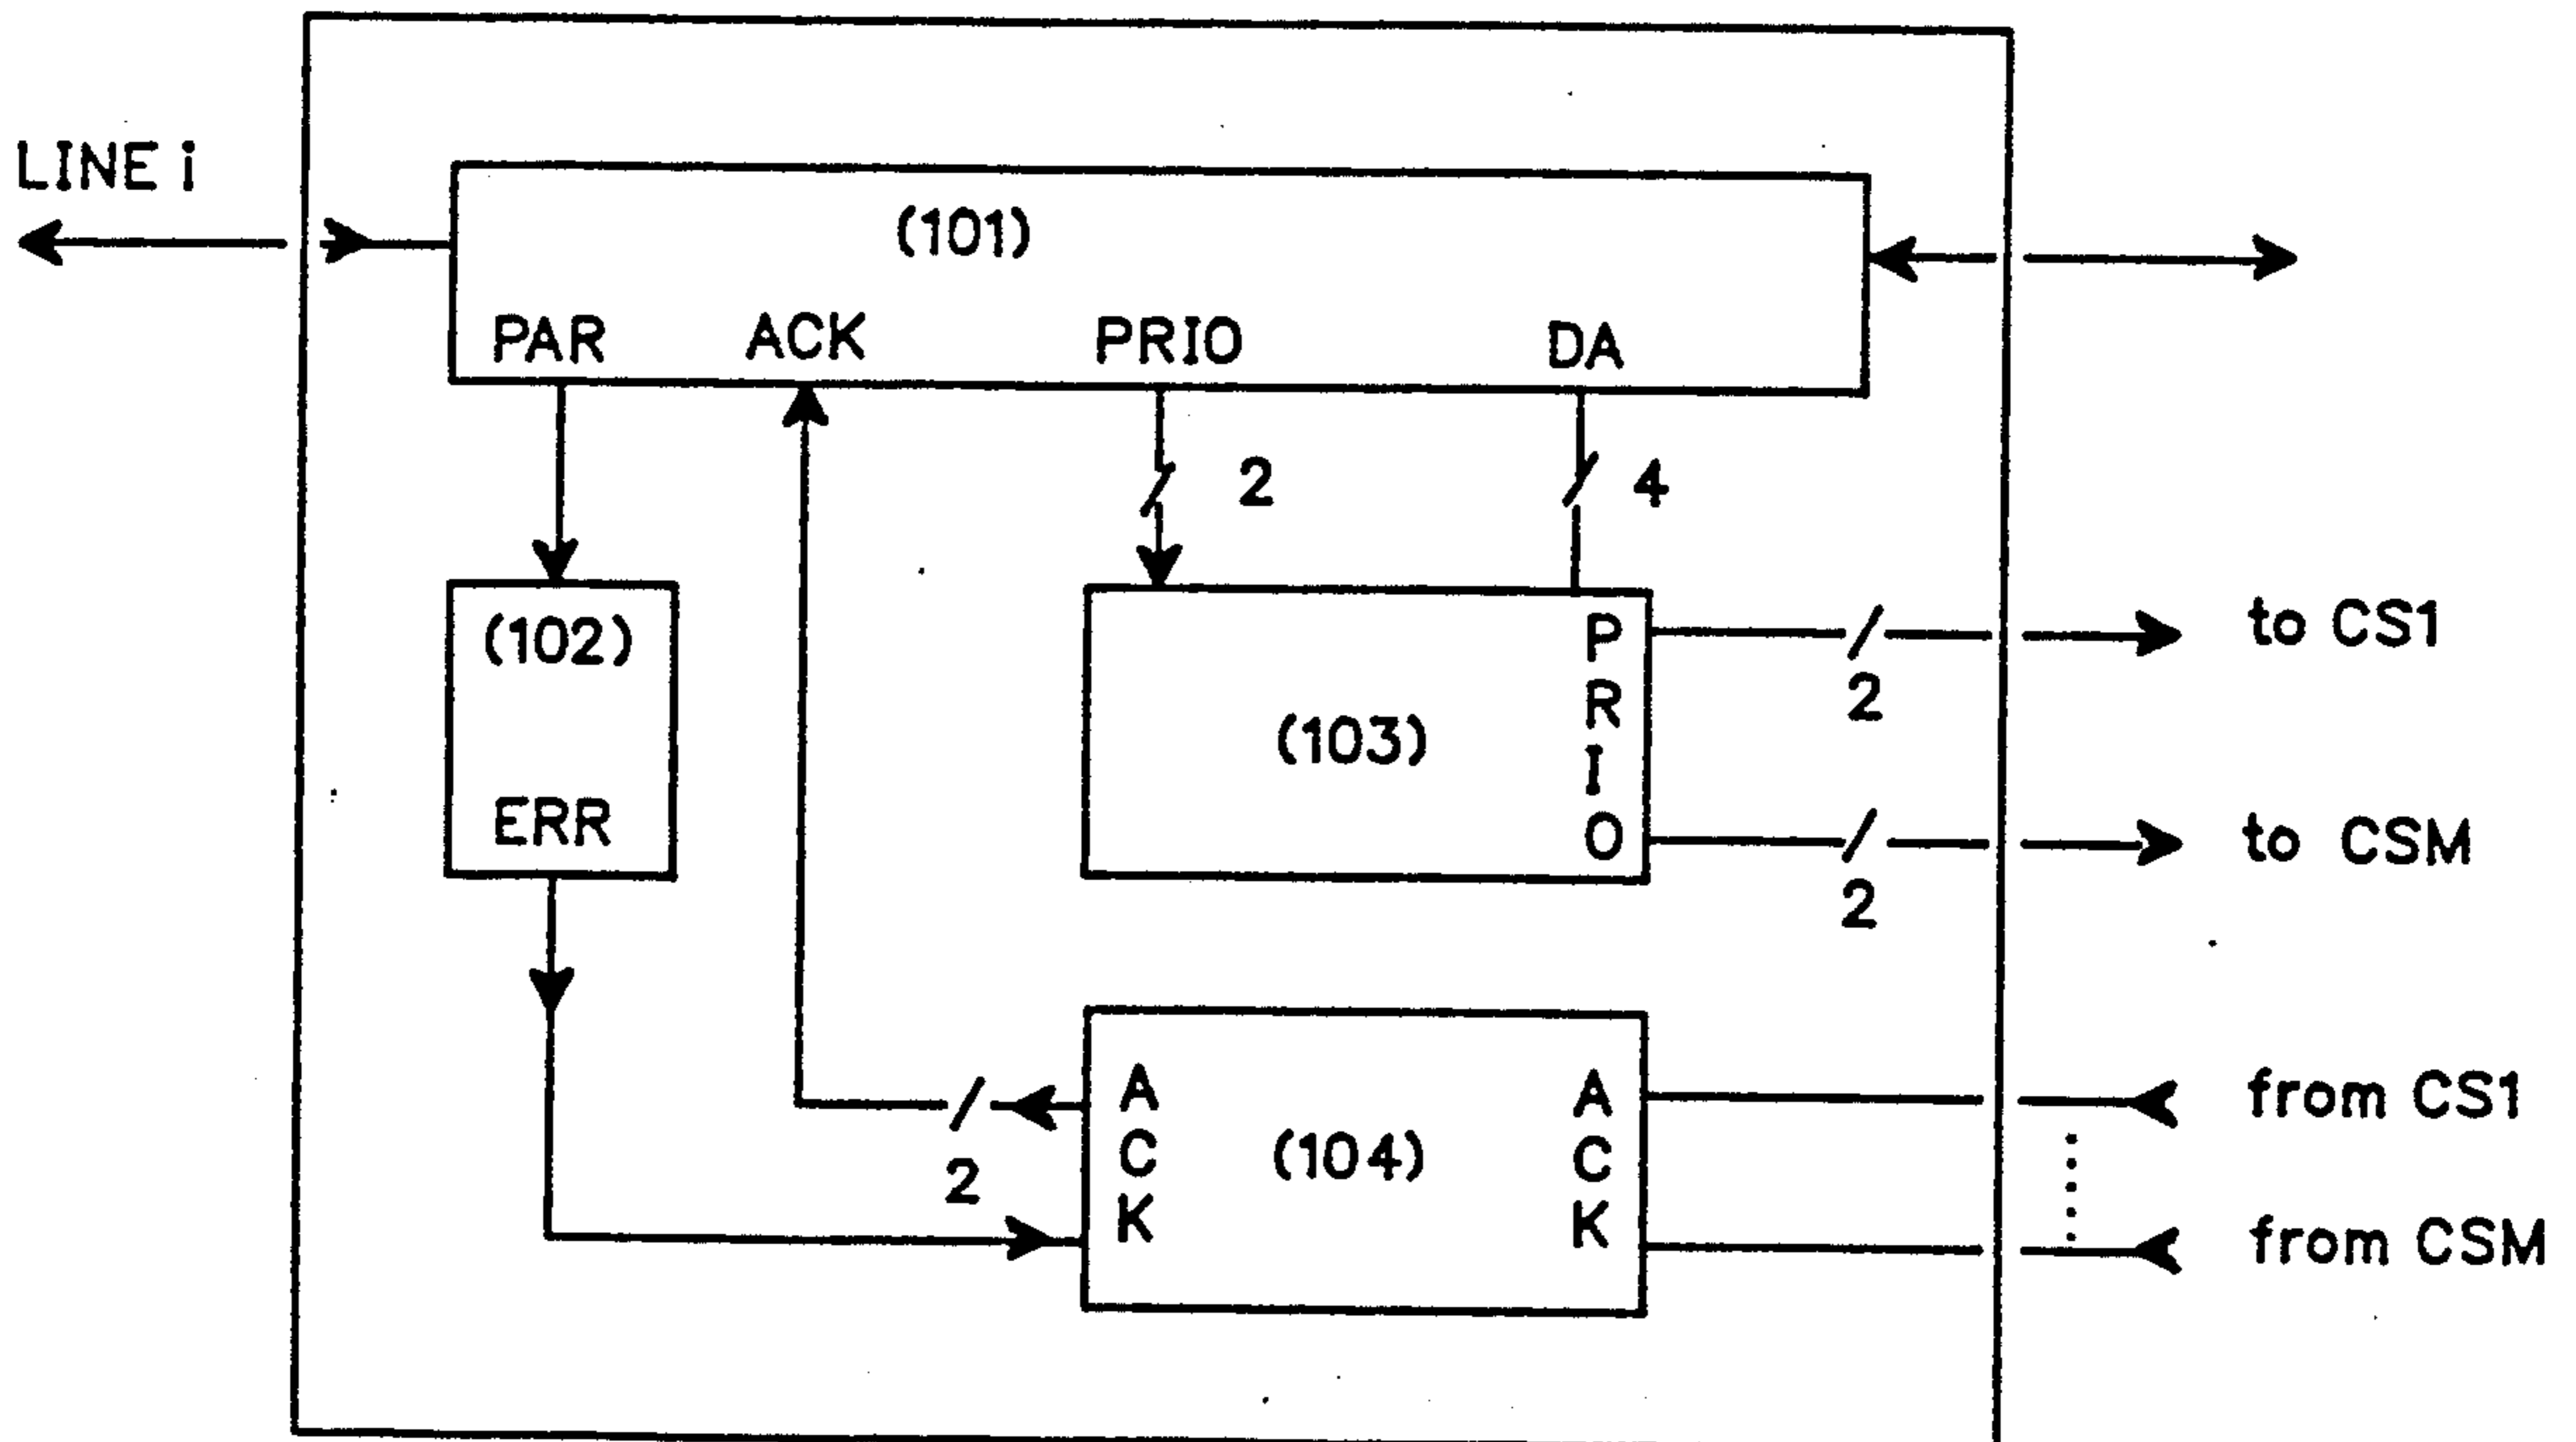 LINE i
(101)
PAR ACK PRIO DA
2 4
(102)
ERR
(103)
PRIO
to CS1
2
to CSM
2
ACK
(104)
ACK
2
from CS1
from CSM